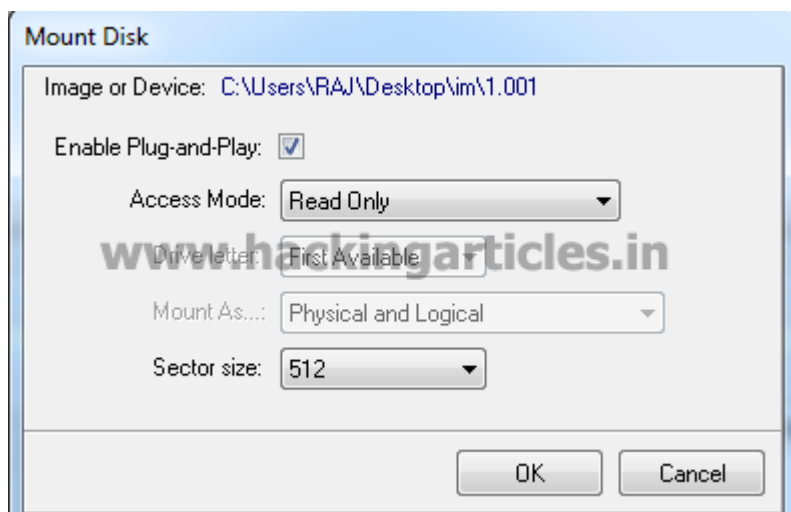 Mount Disk
Image or Device: C:\Users\RAJ\Desktop\im\1.001
Enable Plug-and-Play:
Access Mode: Read Only
Drive letter: First Available
www.hackingarticles.in
Mount As...: Physical and Logical
Sector size: 512
OK Cancel